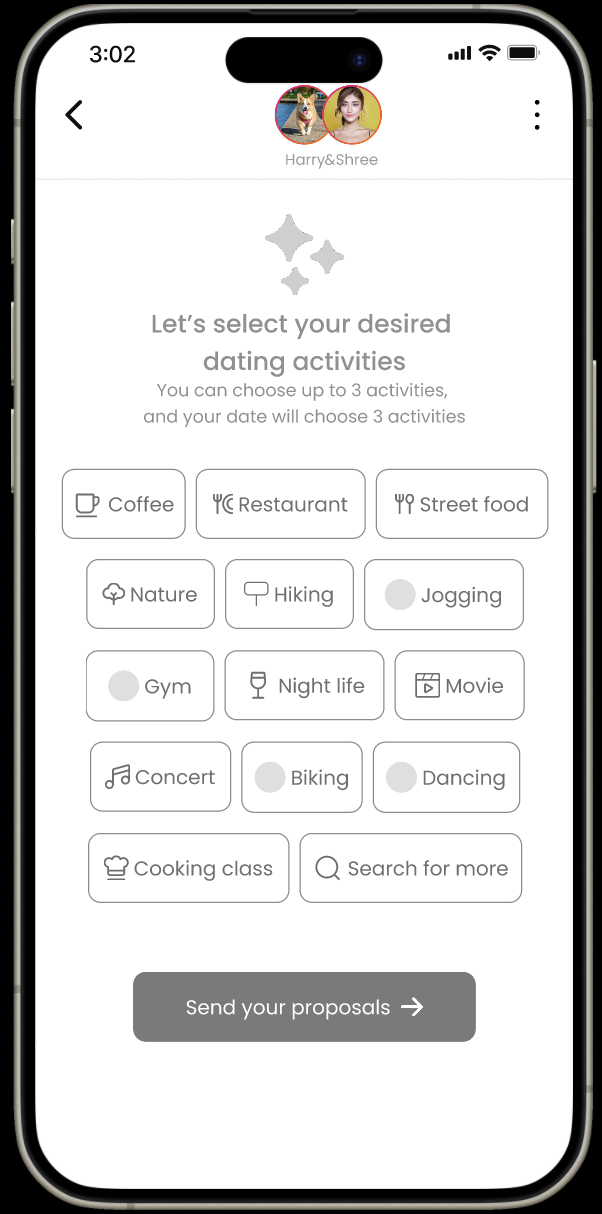 3:02
Harry&Shree
Let’s select your desired
dating activities
You can choose up to 3 activities,
and your date will choose 3 activities
Coffee
Restaurant
Street food
Nature
Hiking
Jogging
Gym
Night life
Movie
Concert
Biking
Dancing
Cooking class
Search for more
Send your proposals